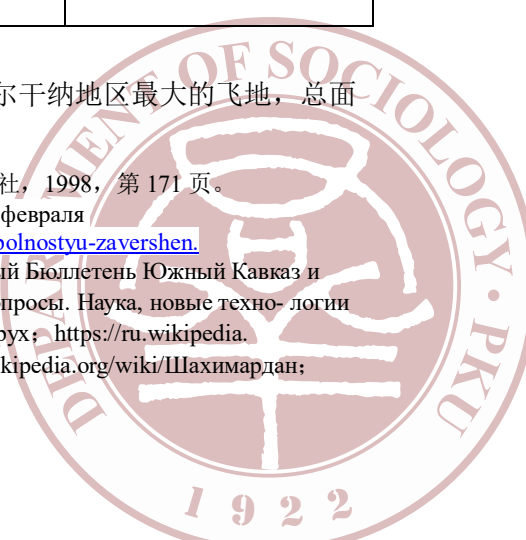 尔干纳地区最大的飞地，总面
社，1998，第 171 页。
февраля
polnostyu-zavershen.
ый Бюллетень Южный Кавказ и
опросы. Наука, новые техно- логии
рух；https://ru.wikipedia.
kipedia.org/wiki/Шахимардан；
DEPARTMENT OF SOCIOLOGY · PKU
1922